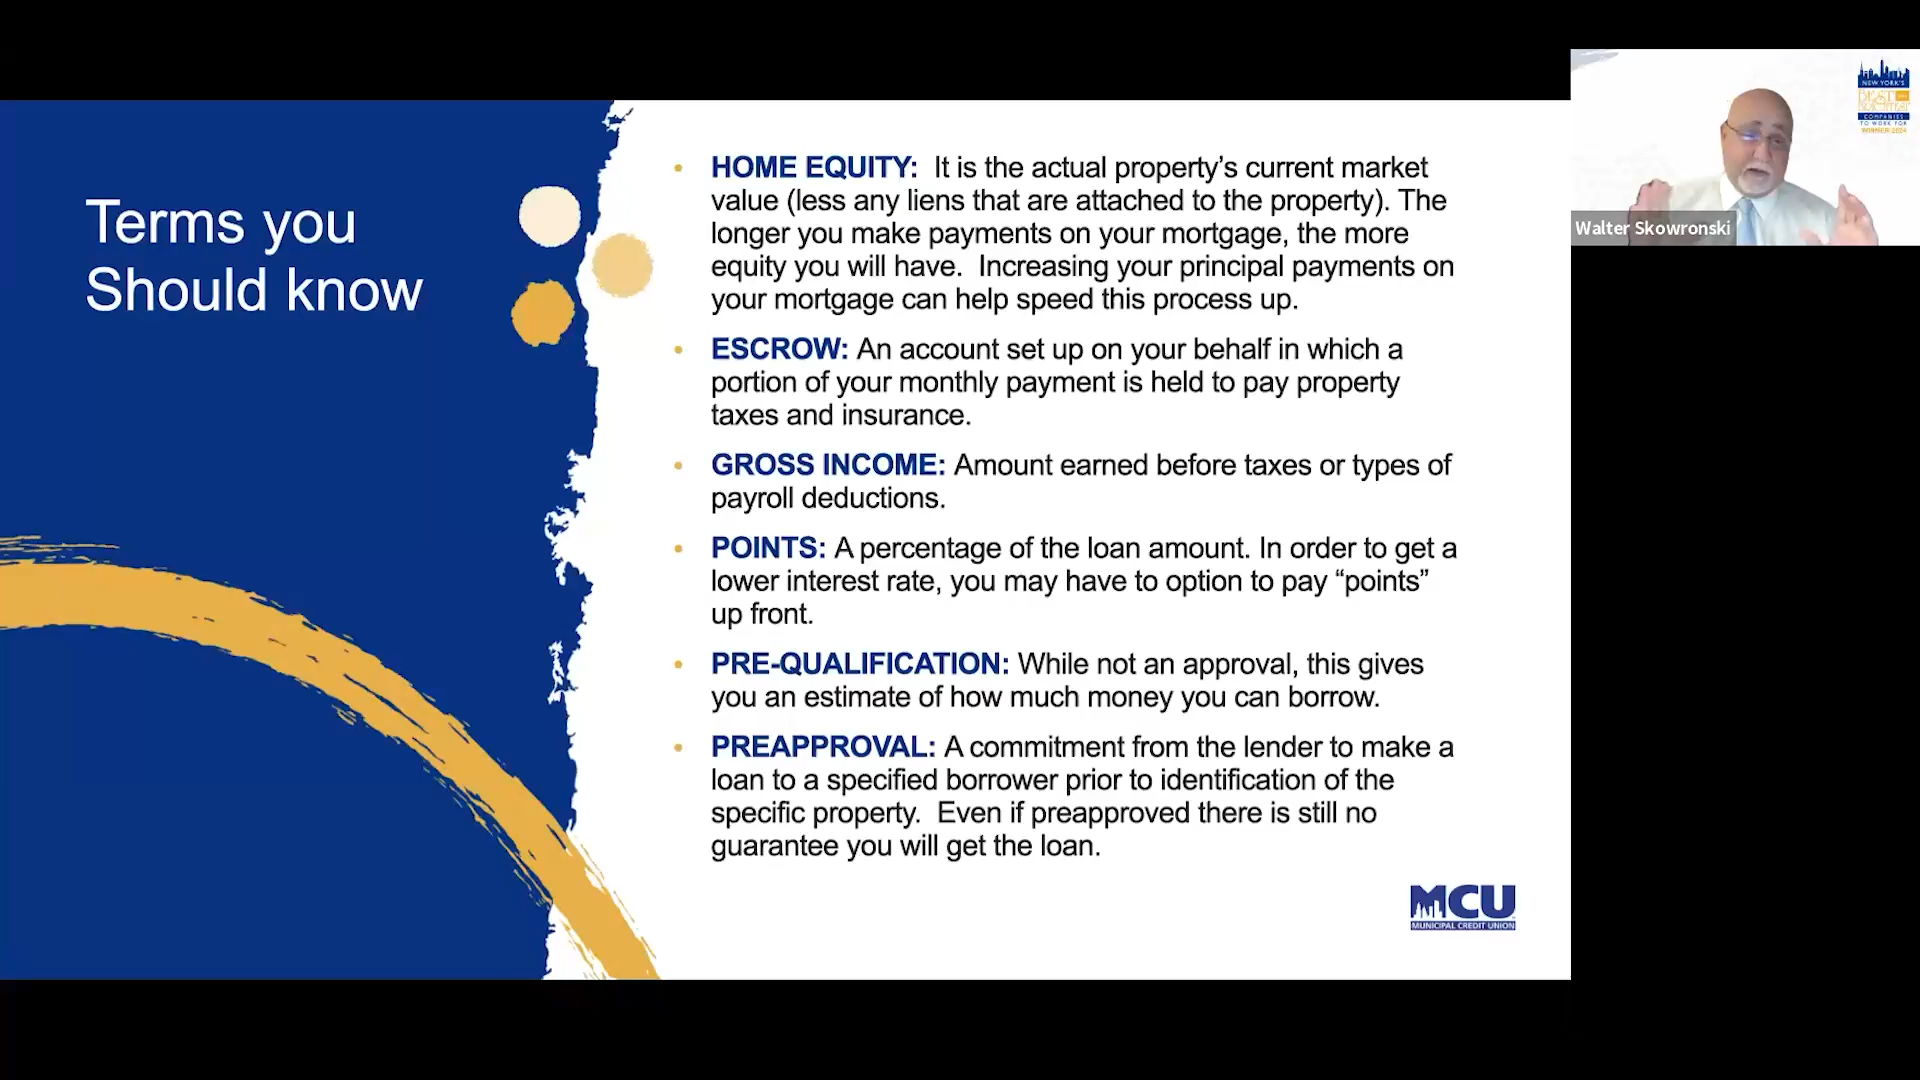 Terms you
Should know
• HOME EQUITY:  It is the actual property’s current market
value (less any liens that are attached to the property). The
longer you make payments on your mortgage, the more
equity you will have.  Increasing your principal payments on
your mortgage can help speed this process up.
• ESCROW: An account set up on your behalf in which a
portion of your monthly payment is held to pay property
taxes and insurance.
• GROSS INCOME: Amount earned before taxes or types of
payroll deductions.
• POINTS: A percentage of the loan amount. In order to get a
lower interest rate, you may have to option to pay “points”
up front.
• PRE-QUALIFICATION: While not an approval, this gives
you an estimate of how much money you can borrow.
• PREAPPROVAL: A commitment from the lender to make a
loan to a specified borrower prior to identification of the
specific property.  Even if preapproved there is still no
guarantee you will get the loan.
MCU
MUNICIPAL CREDIT UNION
NEW YORK'S
COMPANIES
TO WORK FOR
WINNER 2024
Walter Skowronski